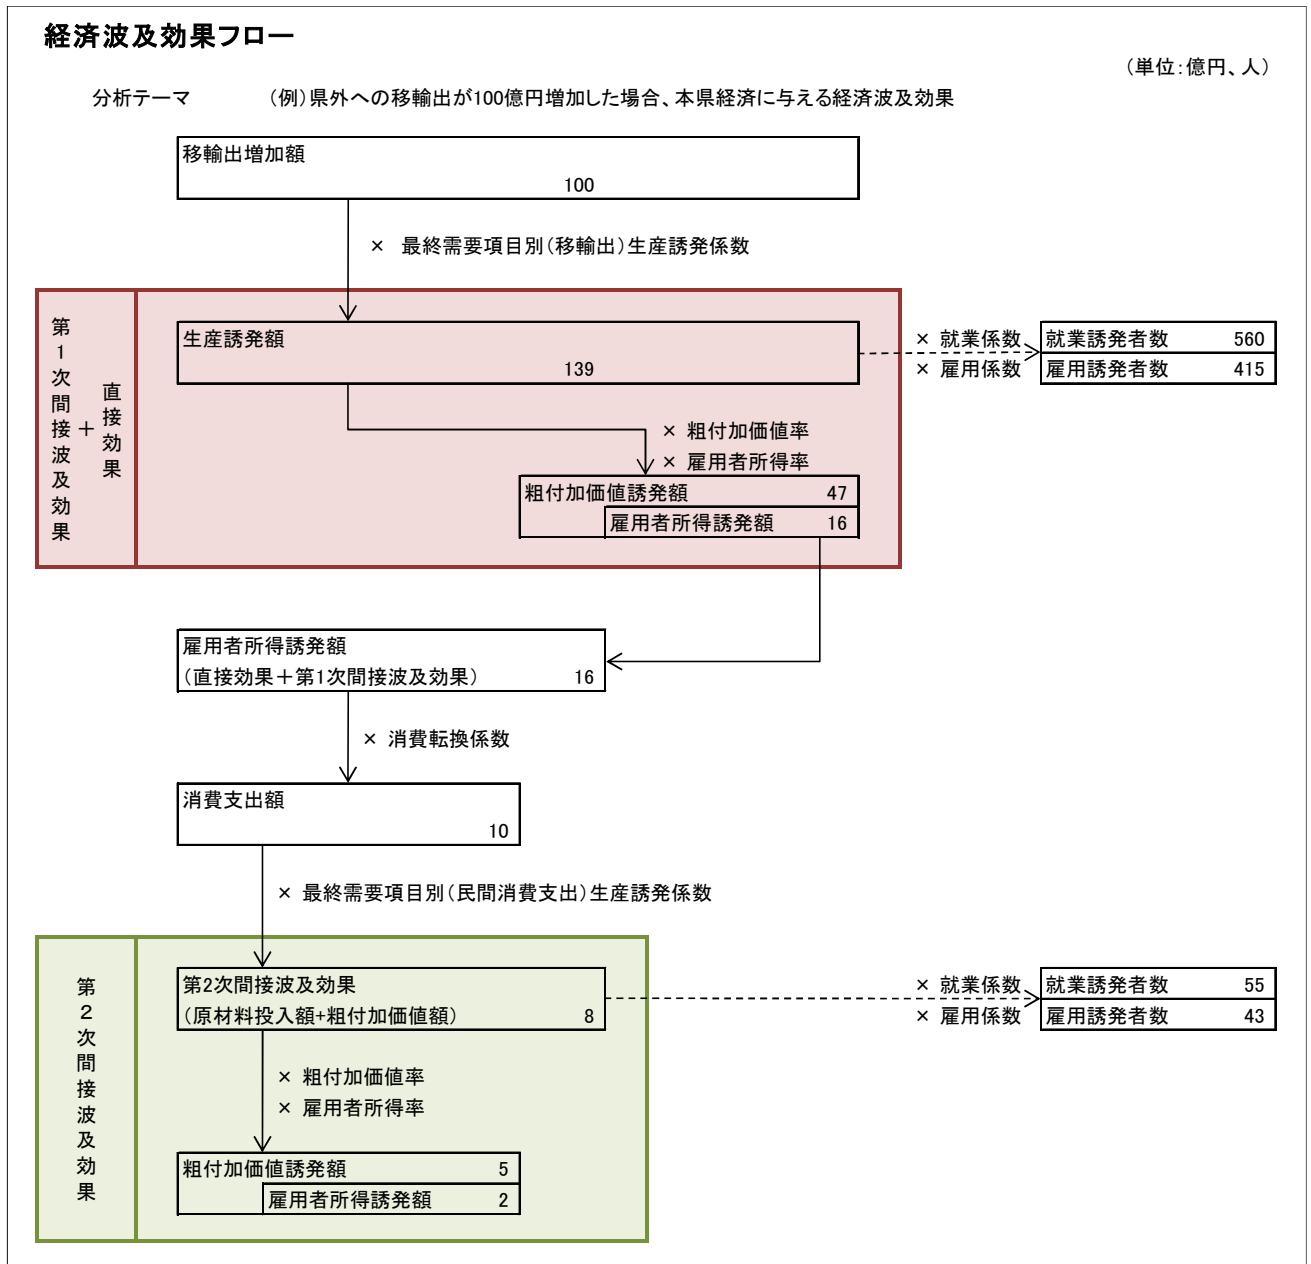 経済波及効果フロー
（単位：億円、人）
分析テーマ （例）県外への移輸出が100億円増加した場合、本県経済に与える経済波及効果
移輸出増加額
100
× 最終需要項目別（移輸出）生産誘発係数
第1次間接波及効果
＋
直接効果
生産誘発額
139
× 就業係数
× 雇用係数
就業誘発者数 560
雇用誘発者数 415
× 粗付加価値率
× 雇用者所得率
粗付加価値誘発額 47
雇用者所得誘発額 16
雇用者所得誘発額
（直接効果＋第1次間接波及効果） 16
× 消費転換係数
消費支出額
10
× 最終需要項目別（民間消費支出）生産誘発係数
第2次間接波及効果
第2次間接波及効果
（原材料投入額+粗付加価値額） 8
× 就業係数
× 雇用係数
就業誘発者数 55
雇用誘発者数 43
× 粗付加価値率
× 雇用者所得率
粗付加価値誘発額 5
雇用者所得誘発額 2